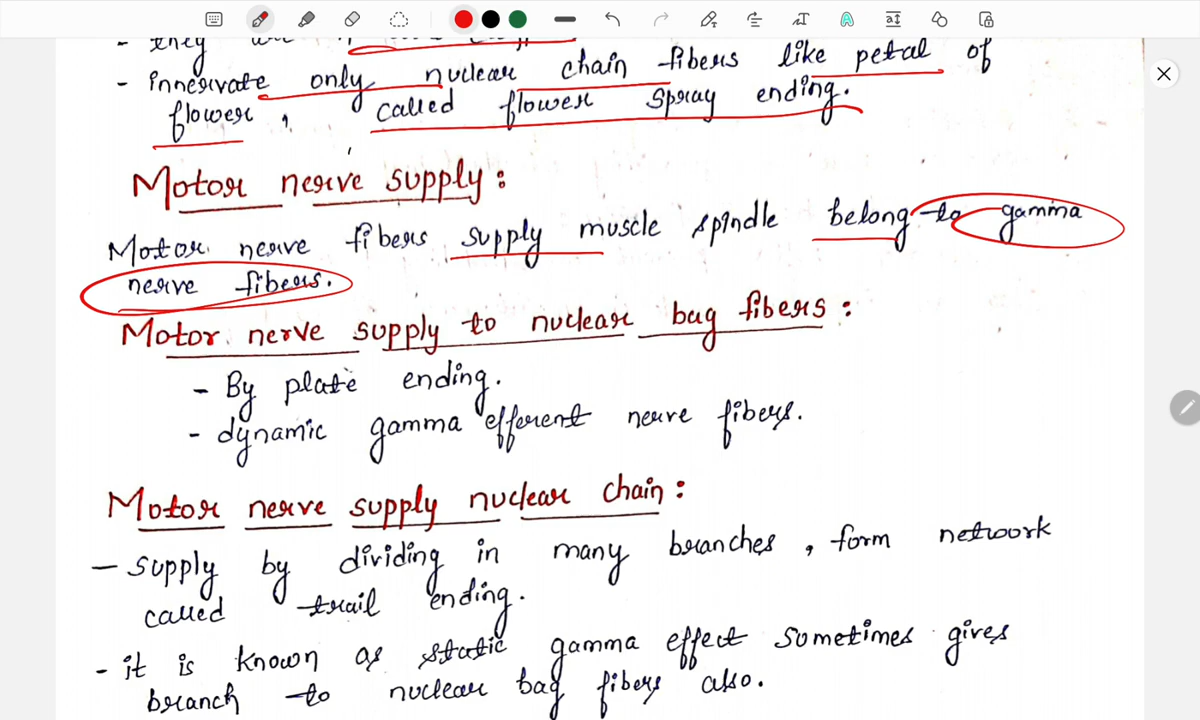 - they are
- innervate only nuclear chain fibers like petal of
flower, called flower spray ending.
Motor nerve supply:
Motor nerve fibers supply muscle spindle belong to gamma
nerve fibers.
Motor nerve supply to nuclear bag fibers:
- By plate ending.
- dynamic gamma efferent nerve fibers.
Motor nerve supply nuclear chain:
- supply by dividing in many branches, form network
called trail ending.
- it is known as static gamma effect sometimes gives
branch to nuclear bag fibers also.